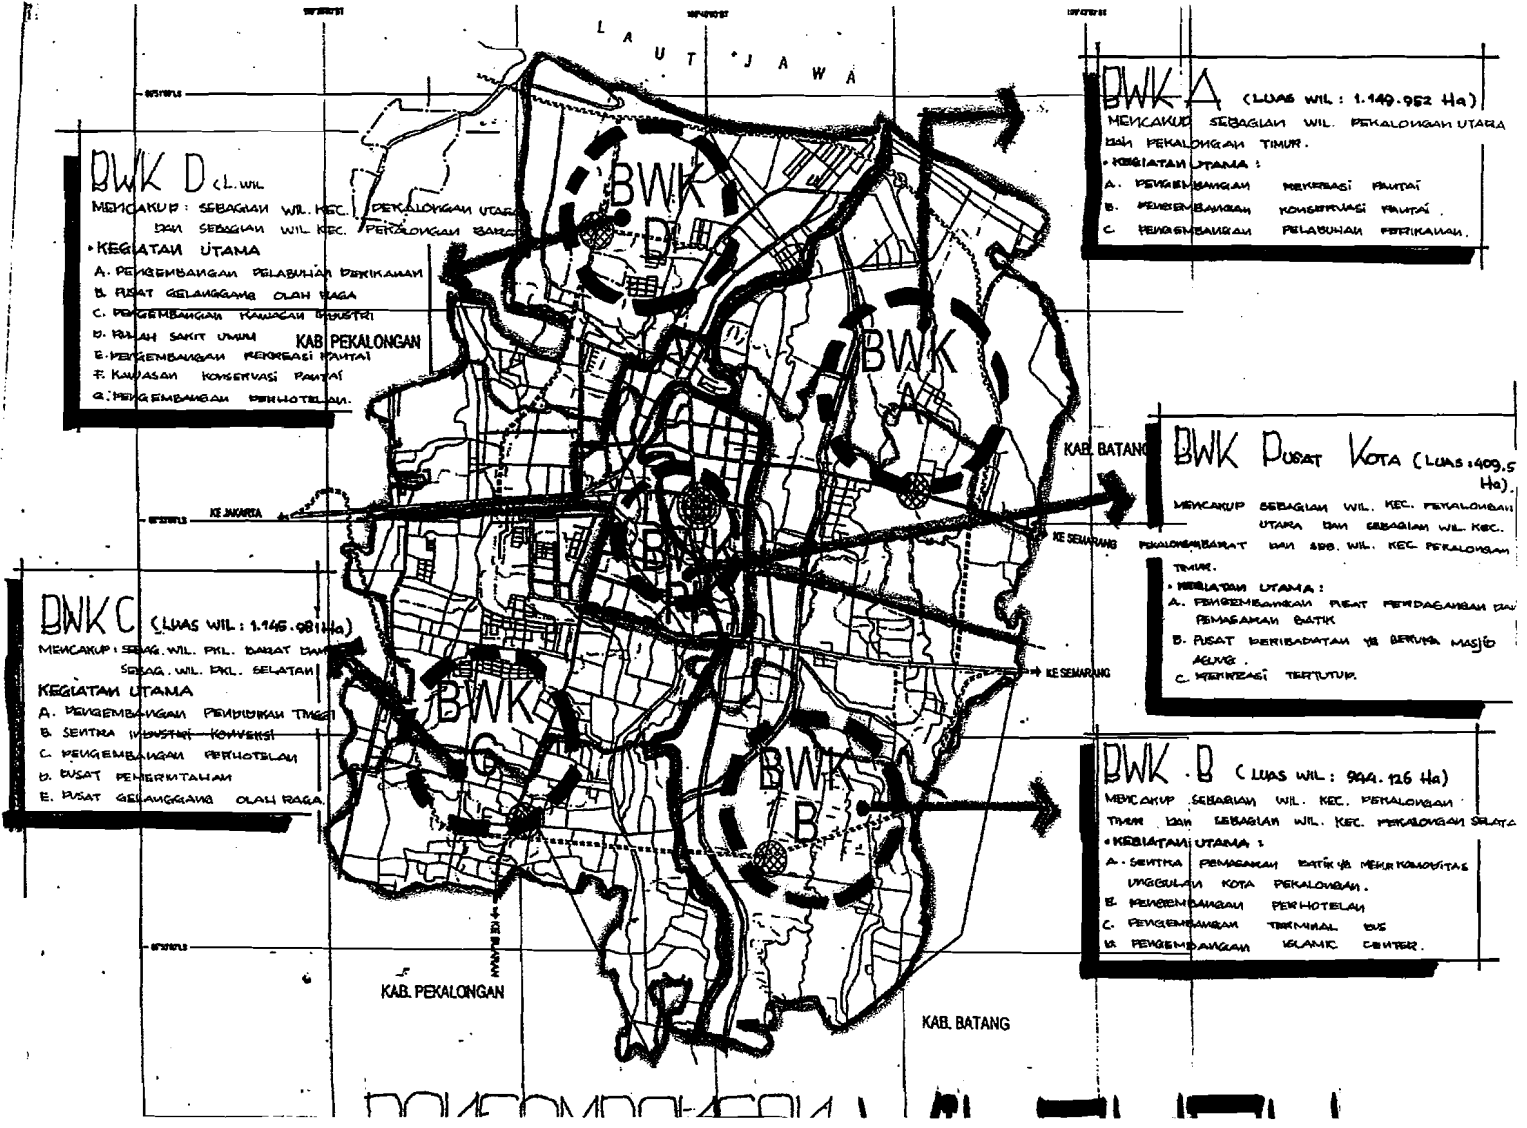 LAUT JAWA
BWK A (LUAS WIL : 1.149.952 Ha)
MENCAKUP SEBAGIAN WIL. PEKALONGAN UTARA
DAN PEKALONGAN TIMUR.
• KEGIATAN UTAMA :
A. PENGEMBANGAN REKREASI PANTAI
B. PENGEMBANGAN KONSERVASI PANTAI.
C. PENGEMBANGAN PELABUHAN PERIKANAN.
BWK D (L. WIL
MENCAKUP : SEBAGIAN WIL. KEC. PEKALONGAN UTARA
DAN SEBAGIAN WIL KEC. PEKALONGAN BARAT
• KEGIATAN UTAMA
A. PENGEMBANGAN PELABUHAN PERIKANAN
B. PUSAT GELANGGANG OLAH RAGA
C. PENGEMBANGAN KAWASAN INDUSTRI
D. RUMAH SAKIT UMUM
E. PENGEMBANGAN REKREASI PANTAI
F. KAWASAN KONSERVASI PANTAI
G. PENGEMBANGAN PERHOTELAN.
KAB. PEKALONGAN
BWK
D
BWK
A
KAB. BATANG
BWK PUSAT KOTA (LUAS : 409.5
Ha).
MENCAKUP SEBAGIAN WIL. KEC. PEKALONGAN
UTARA DAN SEBAGIAN WIL. KEC.
PEKALONGAN BARAT DAN SEB. WIL. KEC. PEKALONGAN
TIMUR.
• KEGIATAN UTAMA :
A. PENGEMBANGAN PUSAT PERDAGANGAN DAN
PEMASARAN BATIK
B. PUSAT PERIBADATAN YG BERUPA MASJID
AGUNG.
C. REKREASI TERTUTUP.
KE JAKARTA
KE SEMARANG
BWK
KE SEMARANG
BWK C (LUAS WIL : 1.145.981 Ha)
MENCAKUP : SEBAG. WIL. PKL. BARAT DAN
SEBAG. WIL. PKL. SELATAN
KEGIATAN UTAMA
A. PENGEMBANGAN PENDIDIKAN TINGGI
B. SENTRA INDUSTRI KONVEKSI
C. PENGEMBANGAN PERHOTELAN
D. PUSAT PEMERINTAHAN
E. PUSAT GELANGGANG OLAH RAGA.
BWK
C
BWK
B
BWK . B (LUAS WIL : 944.126 Ha)
MENCAKUP SEBAGIAN WIL. KEC. PEKALONGAN
TIMUR DAN SEBAGIAN WIL. KEC. PEKALONGAN SELATA
• KEGIATAN UTAMA :
A. SENTRA PEMASARAN BATIK YG MENJR KOMODITAS
UNGGULAN KOTA PEKALONGAN.
B. PENGEMBANGAN PERHOTELAN
C. PENGEMBANGAN TERMINAL BUS
D. PENGEMBANGAN ISLAMIC CENTER.
KAB. PEKALONGAN
KAB. BATANG